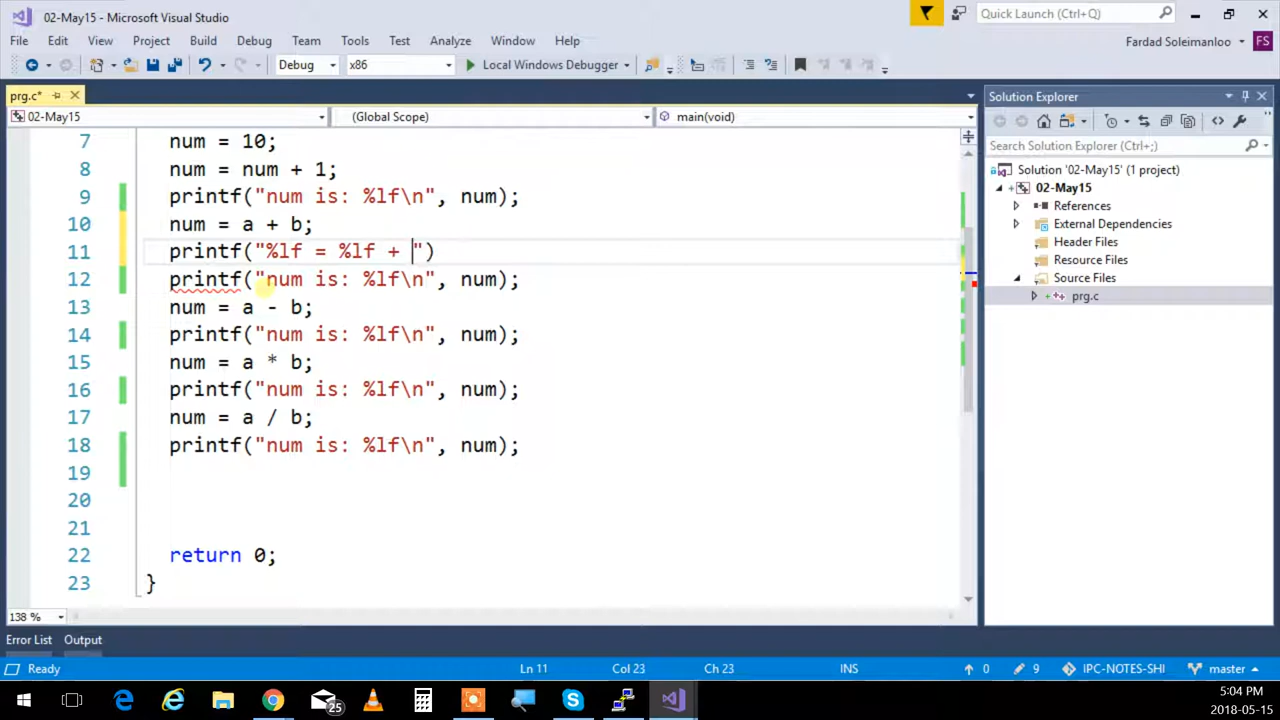 02-May15 - Microsoft Visual Studio
Quick Launch (Ctrl+Q)
File Edit View Project Build Debug Team Tools Test Analyze Window Help
Fardad Soleimanloo FS
Debug x86 Local Windows Debugger
prg.c*
Solution Explorer
02-May15 (Global Scope) main(void)
Search Solution Explorer (Ctrl+;)
Solution '02-May15' (1 project)
02-May15
References
External Dependencies
Header Files
Resource Files
Source Files
prg.c
7 num = 10;
8 num = num + 1;
9 printf("num is: %lf\n", num);
10 num = a + b;
11 printf("%lf = %lf + ")
12 printf("num is: %lf\n", num);
13 num = a - b;
14 printf("num is: %lf\n", num);
15 num = a * b;
16 printf("num is: %lf\n", num);
17 num = a / b;
18 printf("num is: %lf\n", num);
19
20
21
22 return 0;
23 }
138 %
Error List Output
Ready Ln 11 Col 23 Ch 23 INS 0 9 IPC-NOTES-SHI master
25
5:04 PM
2018-05-15